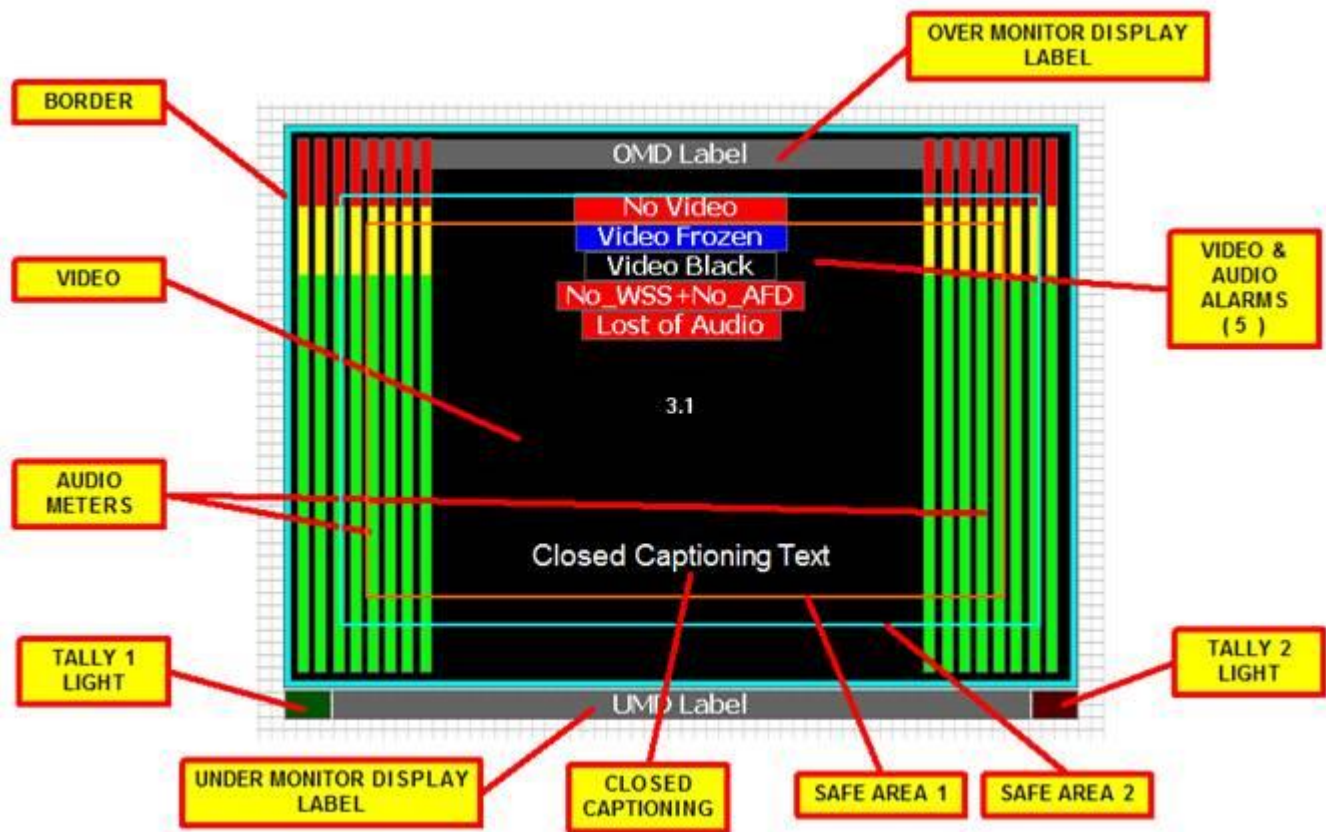 OVER MONITOR DISPLAY
LABEL
BORDER
OMD Label
No Video
Video Frozen
Video Black
No_WSS+No_AFD
Lost of Audio
VIDEO &
AUDIO
ALARMS
( 5 )
VIDEO
3.1
AUDIO
METERS
Closed Captioning Text
TALLY 1
LIGHT
TALLY 2
LIGHT
UMD Label
UNDER MONITOR DISPLAY
LABEL
CLOSED
CAPTIONING
SAFE AREA 1
SAFE AREA 2